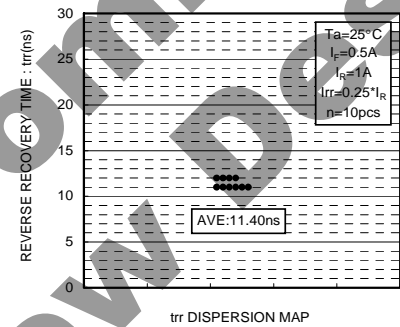 30
25
20
15
10
5
0
REVERSE RECOVERY TIME : trr(ns)
Ta=25°C
IF=0.5A
IR=1A
Irr=0.25*IR
n=10pcs
AVE:11.40ns
trr DISPERSION MAP